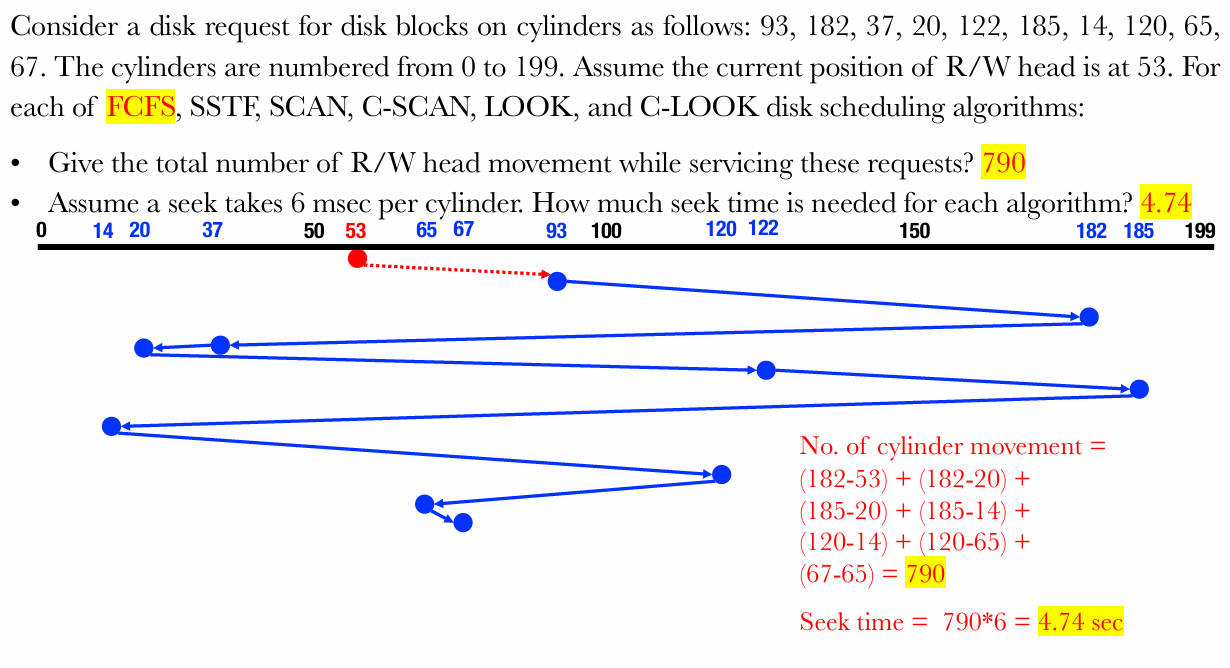 Consider a disk request for disk blocks on cylinders as follows: 93, 182, 37, 20, 122, 185, 14, 120, 65,
67. The cylinders are numbered from 0 to 199. Assume the current position of R/W head is at 53. For
each of FCFS, SSTF, SCAN, C-SCAN, LOOK, and C-LOOK disk scheduling algorithms:
• Give the total number of R/W head movement while servicing these requests? 790
• Assume a seek takes 6 msec per cylinder. How much seek time is needed for each algorithm? 4.74
0 14 20 37 50 53 65 67 93 100 120 122 150 182 185 199
No. of cylinder movement =
(182-53) + (182-20) +
(185-20) + (185-14) +
(120-14) + (120-65) +
(67-65) = 790
Seek time = 790*6 = 4.74 sec